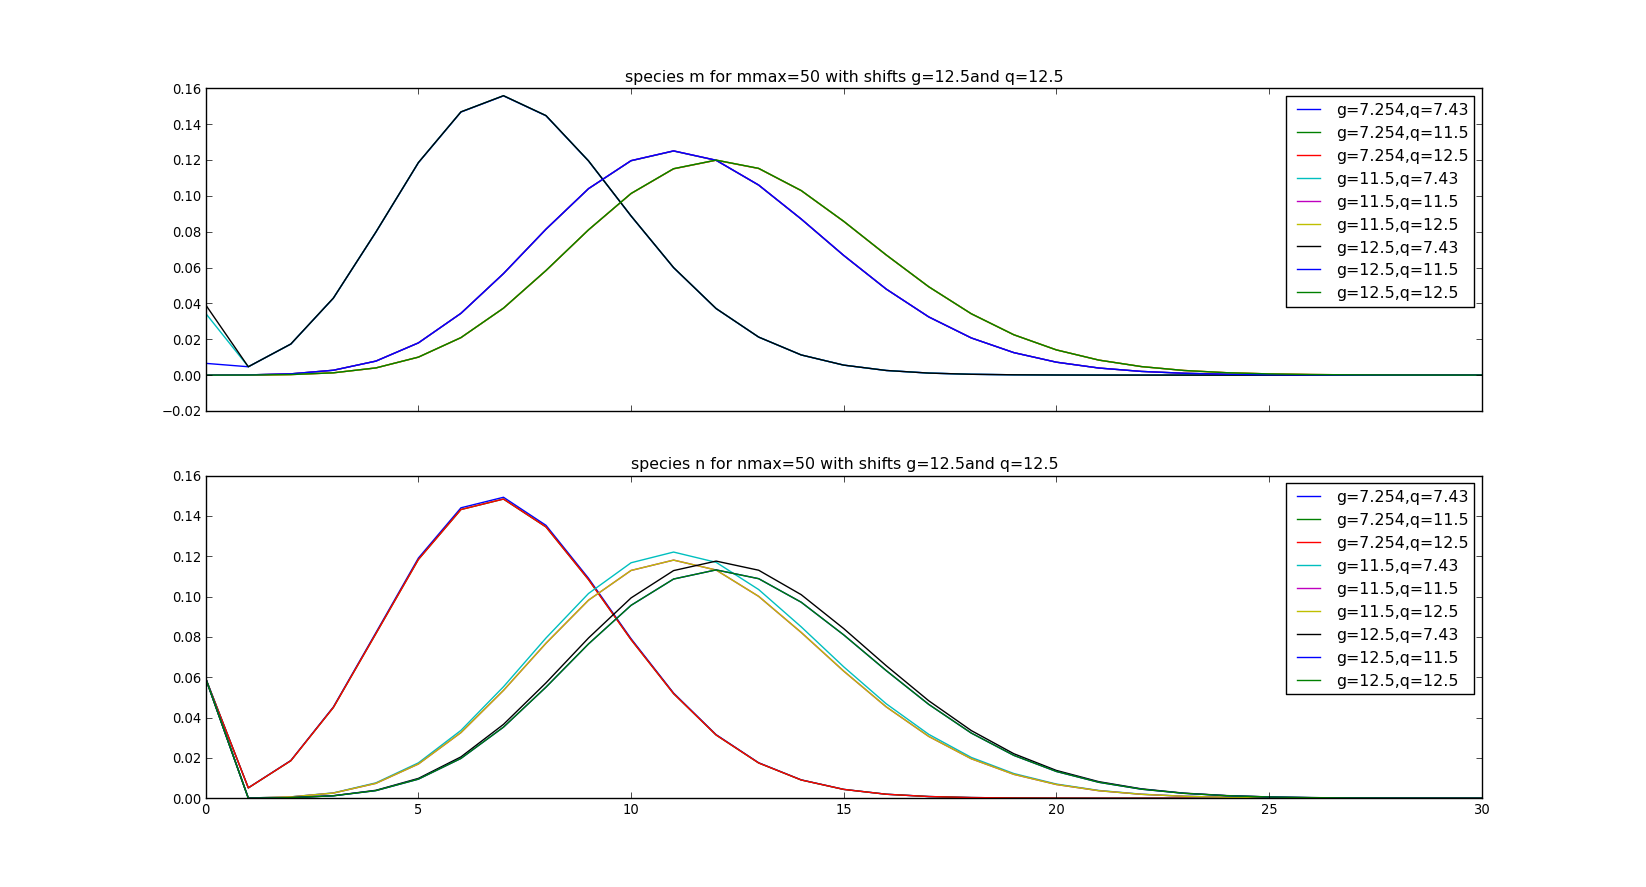 species m for mmax=50 with shifts g=12.5and q=12.5
0.16
0.14
0.12
0.10
0.08
0.06
0.04
0.02
0.00
−0.02
g=7.254,q=7.43
g=7.254,q=11.5
g=7.254,q=12.5
g=11.5,q=7.43
g=11.5,q=11.5
g=11.5,q=12.5
g=12.5,q=7.43
g=12.5,q=11.5
g=12.5,q=12.5
species n for nmax=50 with shifts g=12.5and q=12.5
0.16
0.14
0.12
0.10
0.08
0.06
0.04
0.02
0.00
g=7.254,q=7.43
g=7.254,q=11.5
g=7.254,q=12.5
g=11.5,q=7.43
g=11.5,q=11.5
g=11.5,q=12.5
g=12.5,q=7.43
g=12.5,q=11.5
g=12.5,q=12.5
0 5 10 15 20 25 30